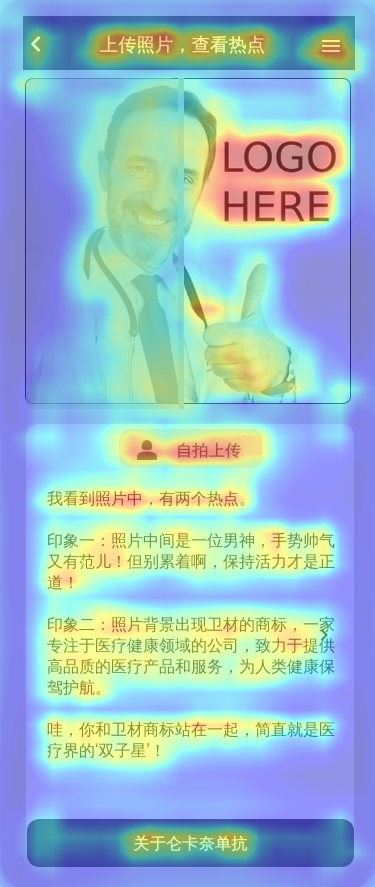 上传照片，查看热点
LOGO
HERE
自拍上传
我看到照片中，有两个热点。
印象一：照片中间是一位男神，手势帅气
又有范儿！但别累着啊，保持活力才是正
道！
印象二：照片背景出现卫材的商标，一家
专注于医疗健康领域的公司，致力于提供
高品质的医疗产品和服务，为人类健康保
驾护航。
哇，你和卫材商标站在一起，简直就是医
疗界的‘双子星’！
关于仑卡奈单抗